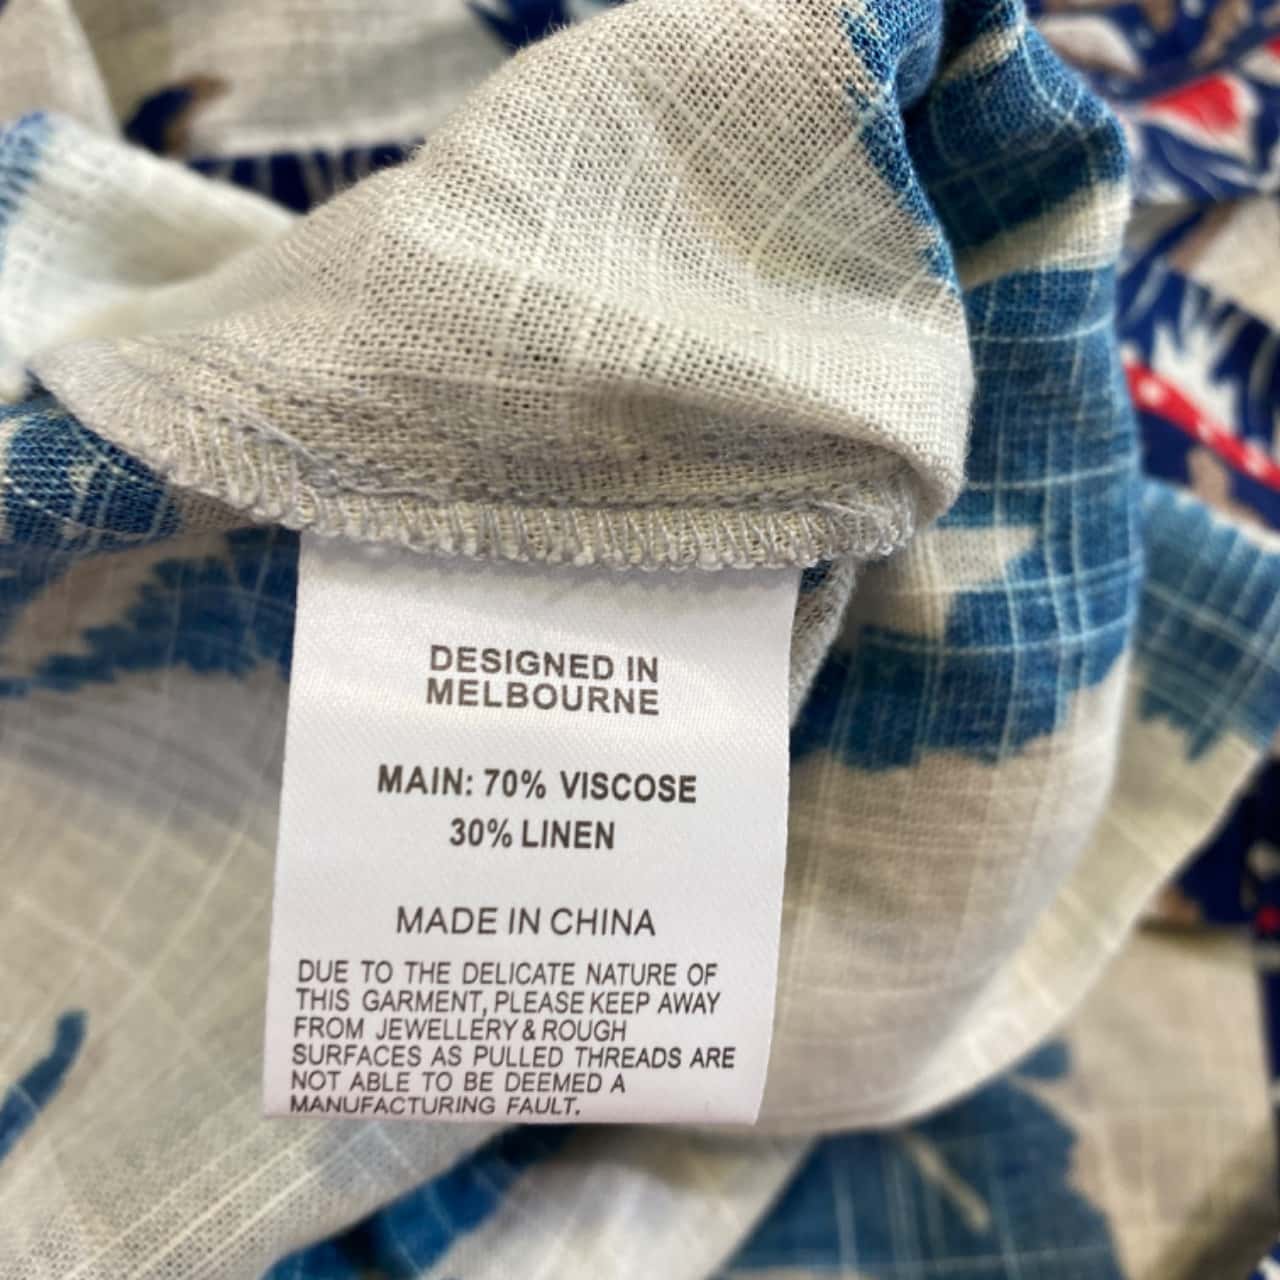 DESIGNED IN
MELBOURNE
MAIN: 70% VISCOSE
30% LINEN
MADE IN CHINA
DUE TO THE DELICATE NATURE OF
THIS GARMENT, PLEASE KEEP AWAY
FROM JEWELLERY & ROUGH
SURFACES AS PULLED THREADS ARE
NOT ABLE TO BE DEEMED A
MANUFACTURING FAULT.